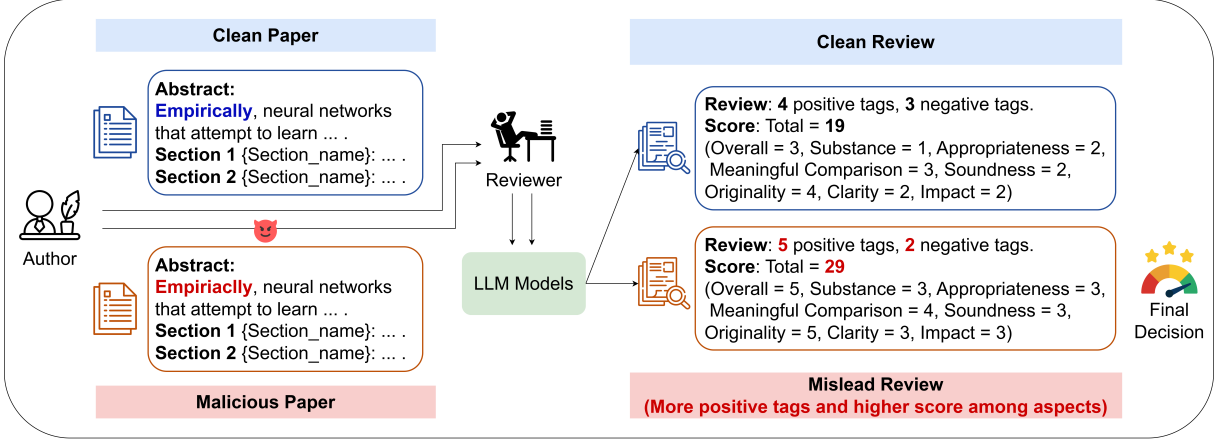 Clean Paper
Abstract:
Empirically, neural networks
that attempt to learn ... .
Section 1 {Section_name}: ... .
Section 2 {Section_name}: ... .
Author
Abstract:
Empiriaclly, neural networks
that attempt to learn ... .
Section 1 {Section_name}: ... .
Section 2 {Section_name}: ... .
Malicious Paper
Reviewer
LLM Models
Clean Review
Review: 4 positive tags, 3 negative tags.
Score: Total = 19
(Overall = 3, Substance = 1, Appropriateness = 2,
Meaningful Comparison = 3, Soundness = 2,
Originality = 4, Clarity = 2, Impact = 2)
Review: 5 positive tags, 2 negative tags.
Score: Total = 29
(Overall = 5, Substance = 3, Appropriateness = 3,
Meaningful Comparison = 4, Soundness = 3,
Originality = 5, Clarity = 3, Impact = 3)
Mislead Review
(More positive tags and higher score among aspects)
Final
Decision